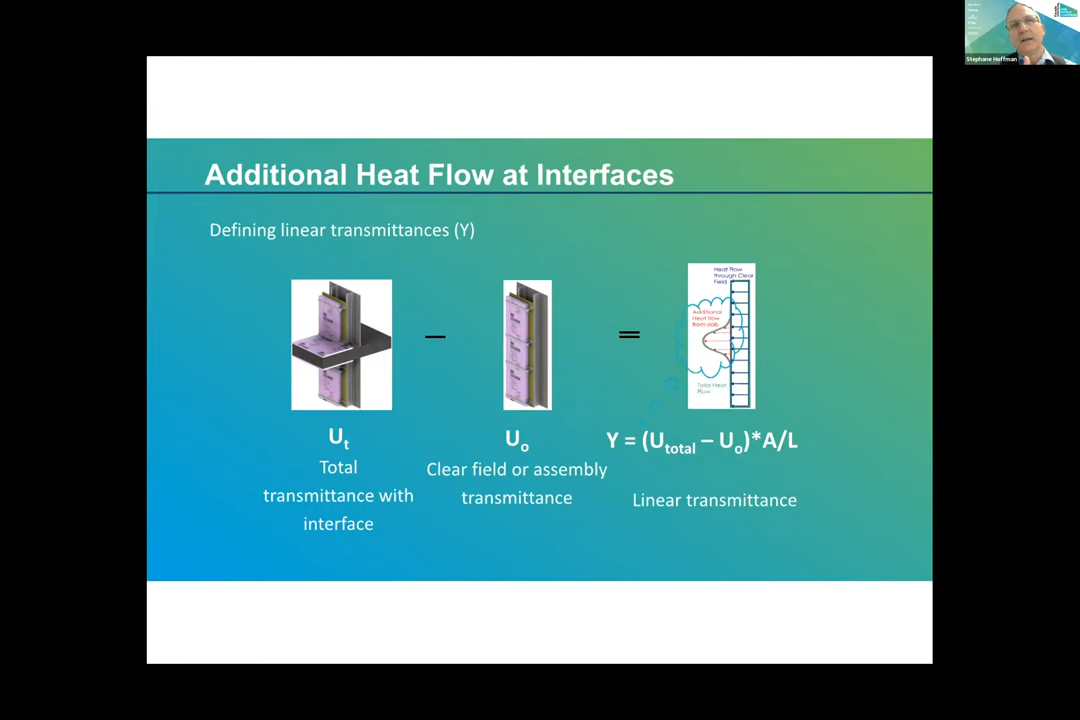 Stephane Hoffman
Additional Heat Flow at Interfaces
Defining linear transmittances (Y)
Heat Flow
through Clear
Field
Additional
Heat flow
from slab
Total Heat
Flow
Ut
Total
transmittance with
interface
Uo
Clear field or assembly
transmittance
Y = (Utotal – Uo)*A/L
Linear transmittance